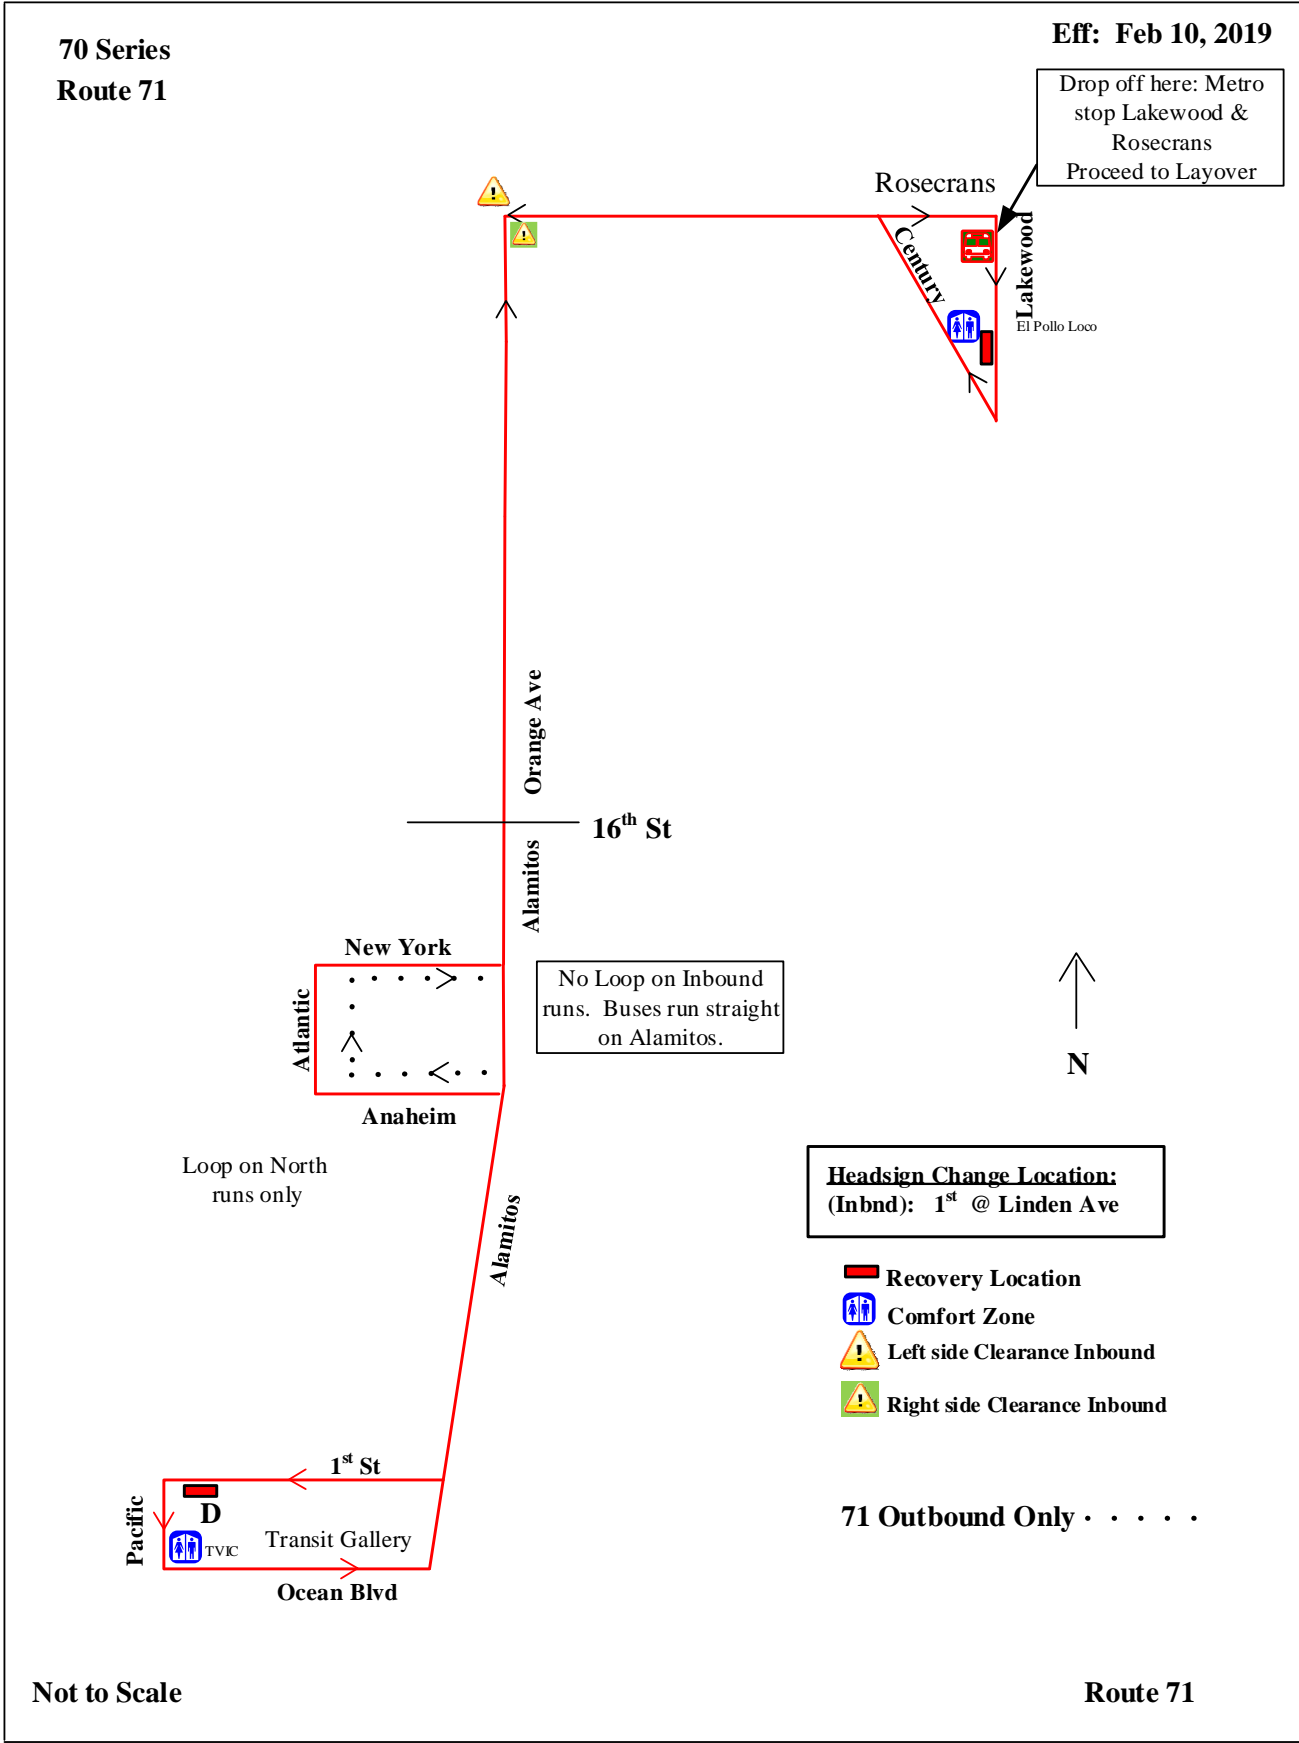 70 Series
Route 71
Eff: Feb 10, 2019
Drop off here: Metro
stop Lakewood &
Rosecrans
Proceed to Layover
Rosecrans
Century
Lakewood
El Pollo Loco
Orange Ave
16th St
Alamitos
New York
Atlantic
Anaheim
No Loop on Inbound
runs. Buses run straight
on Alamitos.
N
Loop on North
runs only
Alamitos
Headsign Change Location:
(Inbnd): 1st @ Linden Ave
Recovery Location
Comfort Zone
Left side Clearance Inbound
Right side Clearance Inbound
1st St
D
Pacific
TVIC
Transit Gallery
Ocean Blvd
71 Outbound Only · · · · ·
Not to Scale
Route 71